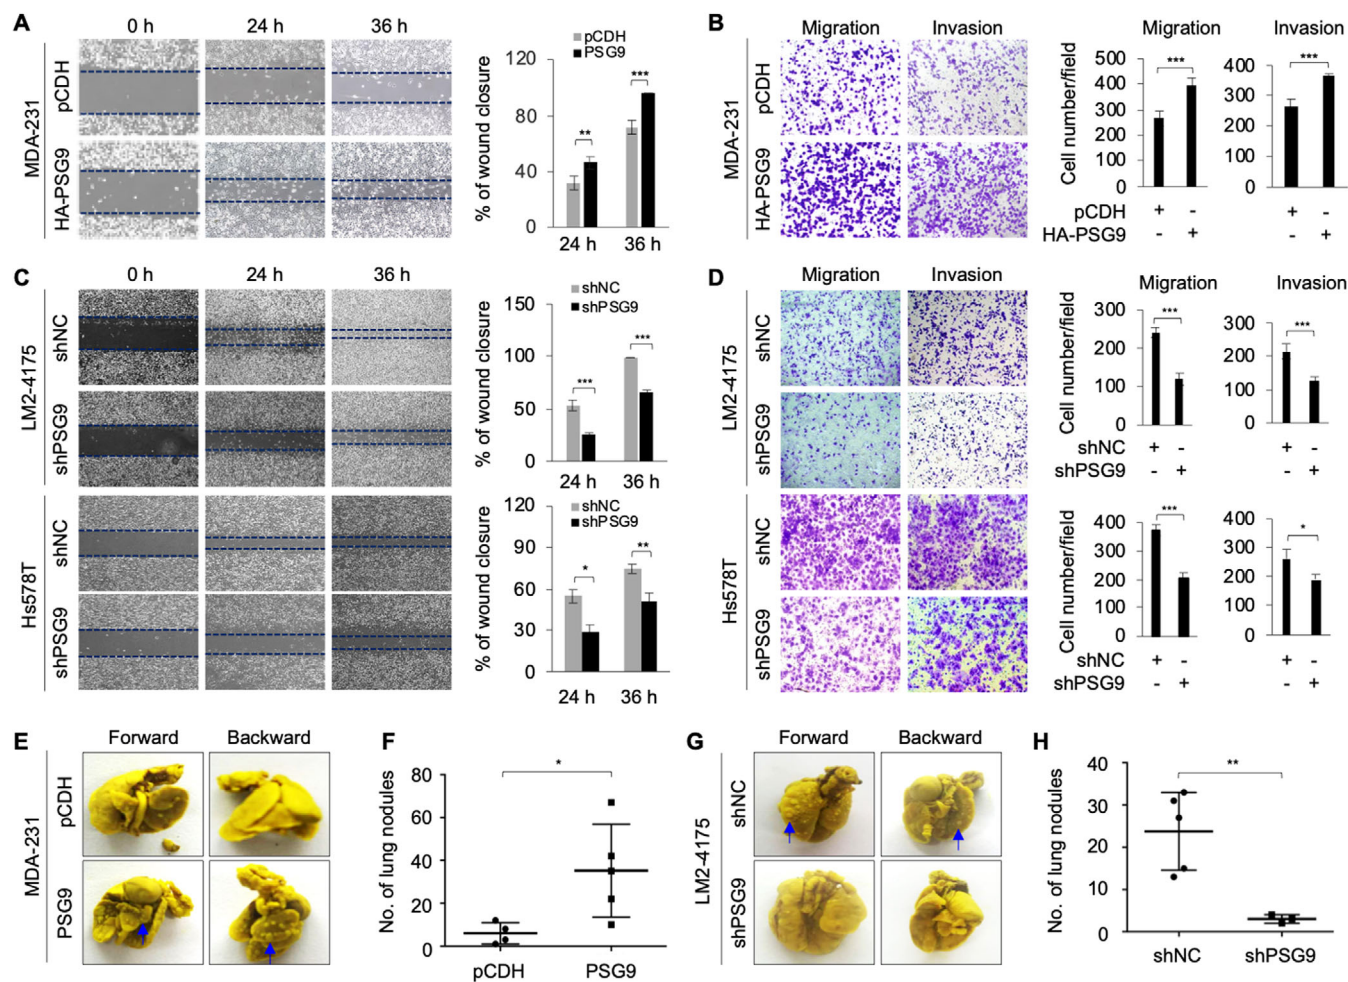 A
0 h 24 h 36 h
MDA-231
pCDH
HA-PSG9
pCDH
PSG9
% of wound closure
120
80
40
0
** ***
24 h 36 h
B
Migration Invasion
MDA-231
pCDH
HA-PSG9
Migration Invasion
Cell number/field
500
400
300
200
100
0
***
400
300
200
100
0
***
pCDH + - + -
HA-PSG9 - + - +
C
0 h 24 h 36 h
LM2-4175
shNC
shPSG9
Hs578T
shNC
shPSG9
shNC
shPSG9
% of wound closure
150
100
50
0
*** ***
24 h 36 h
shNC
shPSG9
% of wound closure
120
90
60
30
0
* **
24 h 36 h
D
Migration Invasion
LM2-4175
shNC
shPSG9
Hs578T
shNC
shPSG9
Migration Invasion
Cell number/field
300
200
100
0
***
300
200
100
0
***
shNC + - + -
shPSG9 - + - +
Cell number/field
400
300
200
100
0
***
400
300
200
100
0
*
shNC + - + -
shPSG9 - + - +
E
Forward Backward
MDA-231
pCDH
PSG9
F
No. of lung nodules
80
60
40
20
0
*
pCDH PSG9
G
Forward Backward
LM2-4175
shNC
shPSG9
H
No. of lung nodules
40
30
20
10
0
**
shNC shPSG9